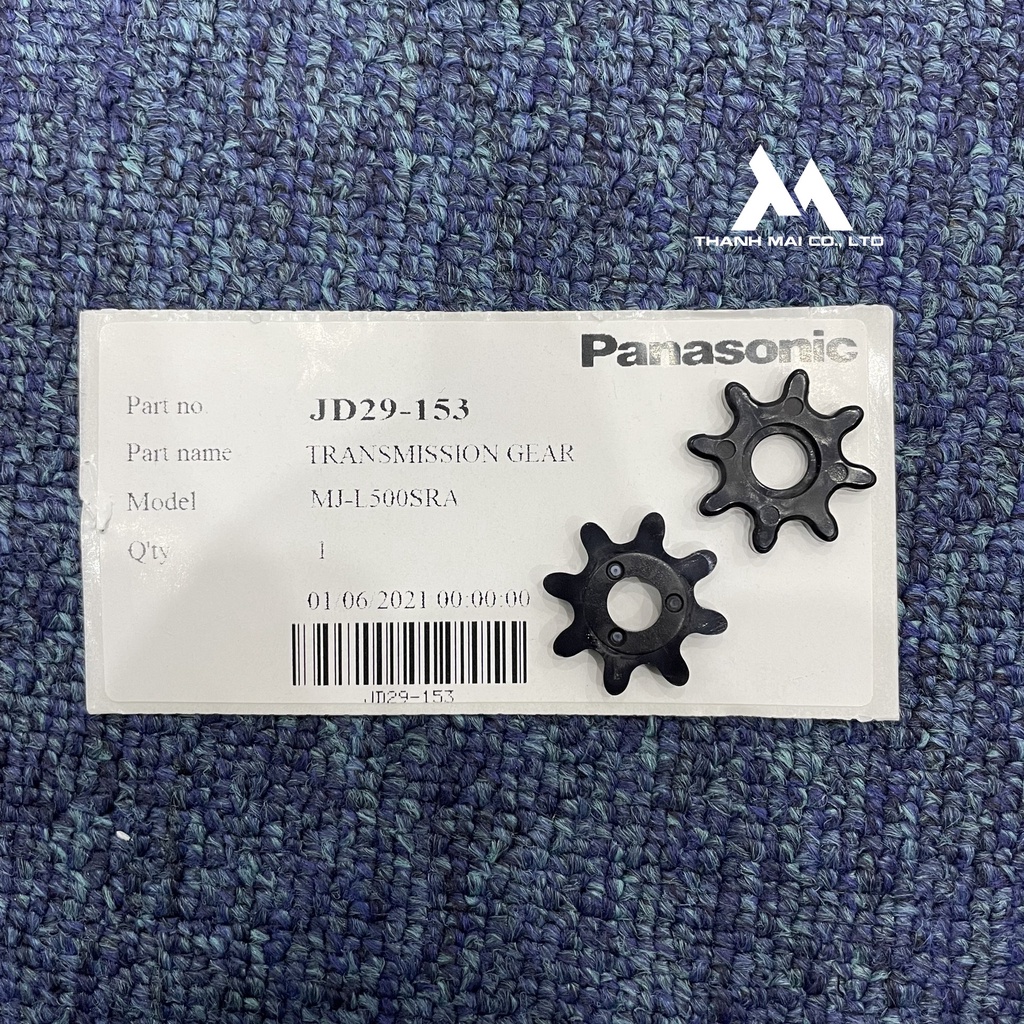 THANH MAI CO., LTD
Panasonic
Part no. JD29-153
Part name TRANSMISSION GEAR
Model MJ-L500SRA
Q'ty 1
01/06/2021 00:00:00
JD29-153